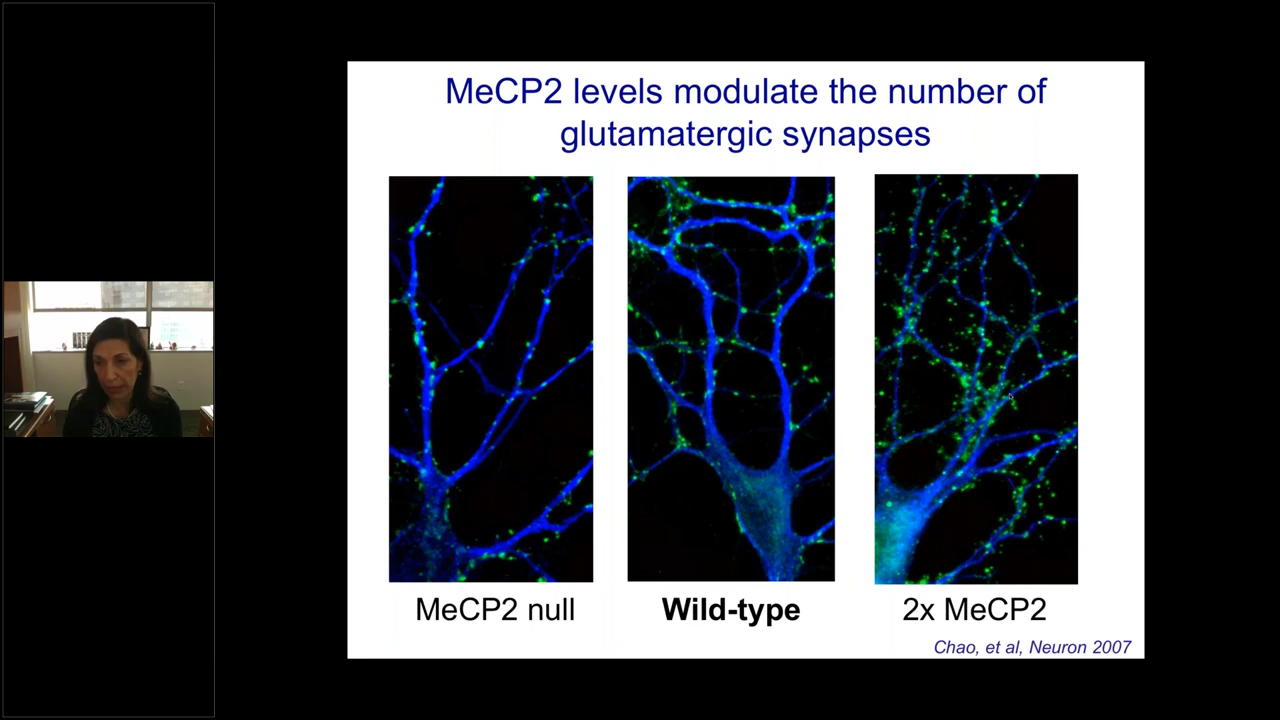 MeCP2 levels modulate the number of
glutamatergic synapses
MeCP2 null
Wild-type
2x MeCP2
Chao, et al, Neuron 2007